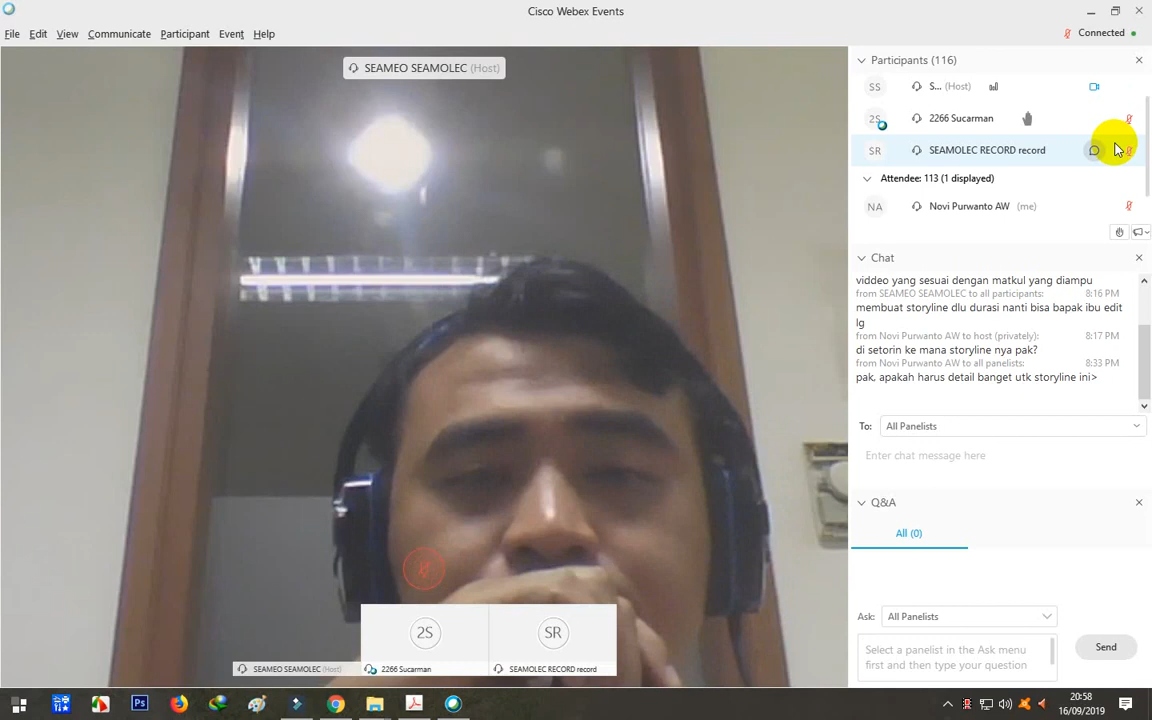 Cisco Webex Events
File Edit View Communicate Participant Event Help
Connected
SEAMEO SEAMOLEC (Host)
Participants (116)
SS S... (Host)
2S 2266 Sucarman
SR SEAMOLEC RECORD record
Attendee: 113 (1 displayed)
NA Novi Purwanto AW (me)
Chat
viddeo yang sesuai dengan matkul yang diampu
from SEAMEO SEAMOLEC to all participants: 8:16 PM
membuat storyline dlu durasi nanti bisa bapak ibu edit
lg
from Novi Purwanto AW to host (privately): 8:17 PM
di setorin ke mana storyline nya pak?
from Novi Purwanto AW to all panelists: 8:33 PM
pak, apakah harus detail banget utk storyline ini>
To: All Panelists
Enter chat message here
Q&A
All (0)
Ask: All Panelists
Select a panelist in the Ask menu
first and then type your question
Send
2S SR
SEAMEO SEAMOLEC (Host) 2266 Sucarman SEAMOLEC RECORD record
Ps
20:58
16/09/2019